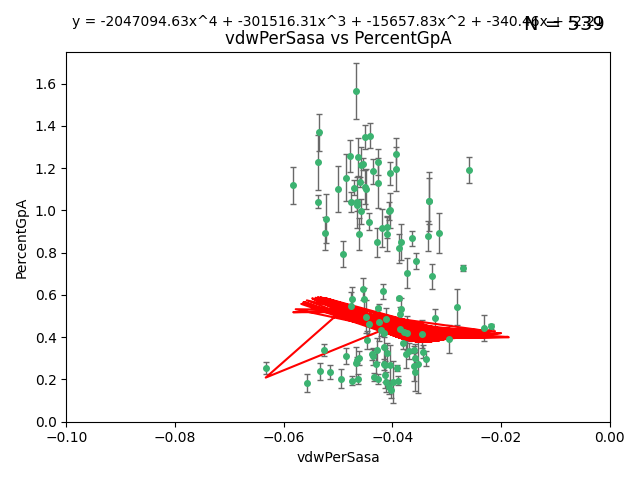 y = -2047094.63x^4 + -301516.31x^3 + -15657.83x^2 + -340.46x +
N = 539
vdwPerSasa vs PercentGpA
PercentGpA
1.6
1.4
1.2
1.0
0.8
0.6
0.4
0.2
0.0
−0.10 −0.08 −0.06 −0.04 −0.02 0.00
vdwPerSasa